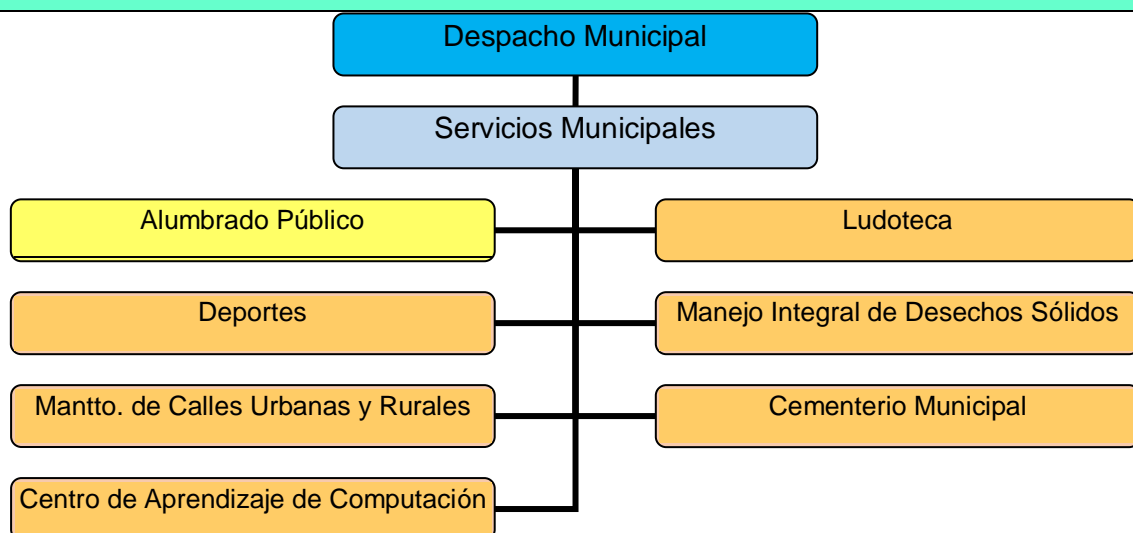 Despacho Municipal
Servicios Municipales
Alumbrado Público
Ludoteca
Deportes
Manejo Integral de Desechos Sólidos
Mantto. de Calles Urbanas y Rurales
Cementerio Municipal
Centro de Aprendizaje de Computación